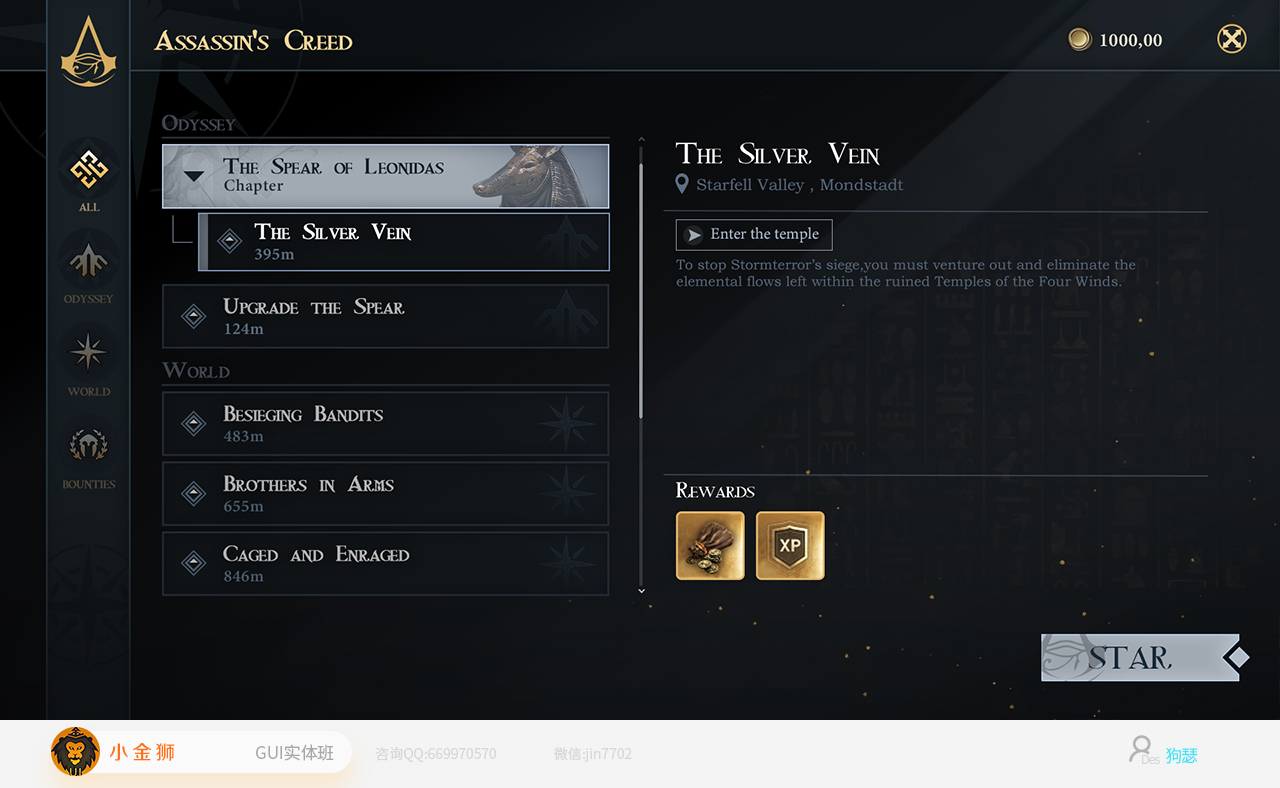 Assassin's Creed
1000,00
ALL
ODYSSEY
WORLD
BOUNTIES
Odyssey
The Spear of Leonidas
Chapter
The Silver Vein
395m
Upgrade the Spear
124m
World
Besieging Bandits
483m
Brothers in Arms
655m
Caged and Enraged
846m
The Silver Vein
Starfell Valley , Mondstadt
Enter the temple
To stop Stormterror's siege,you must venture out and eliminate the
elemental flows left within the ruined Temples of the Four Winds.
Rewards
XP
STAR
小金狮
GUI实体班
咨询QQ:669970570
微信:jin7702
Des
狗瑟